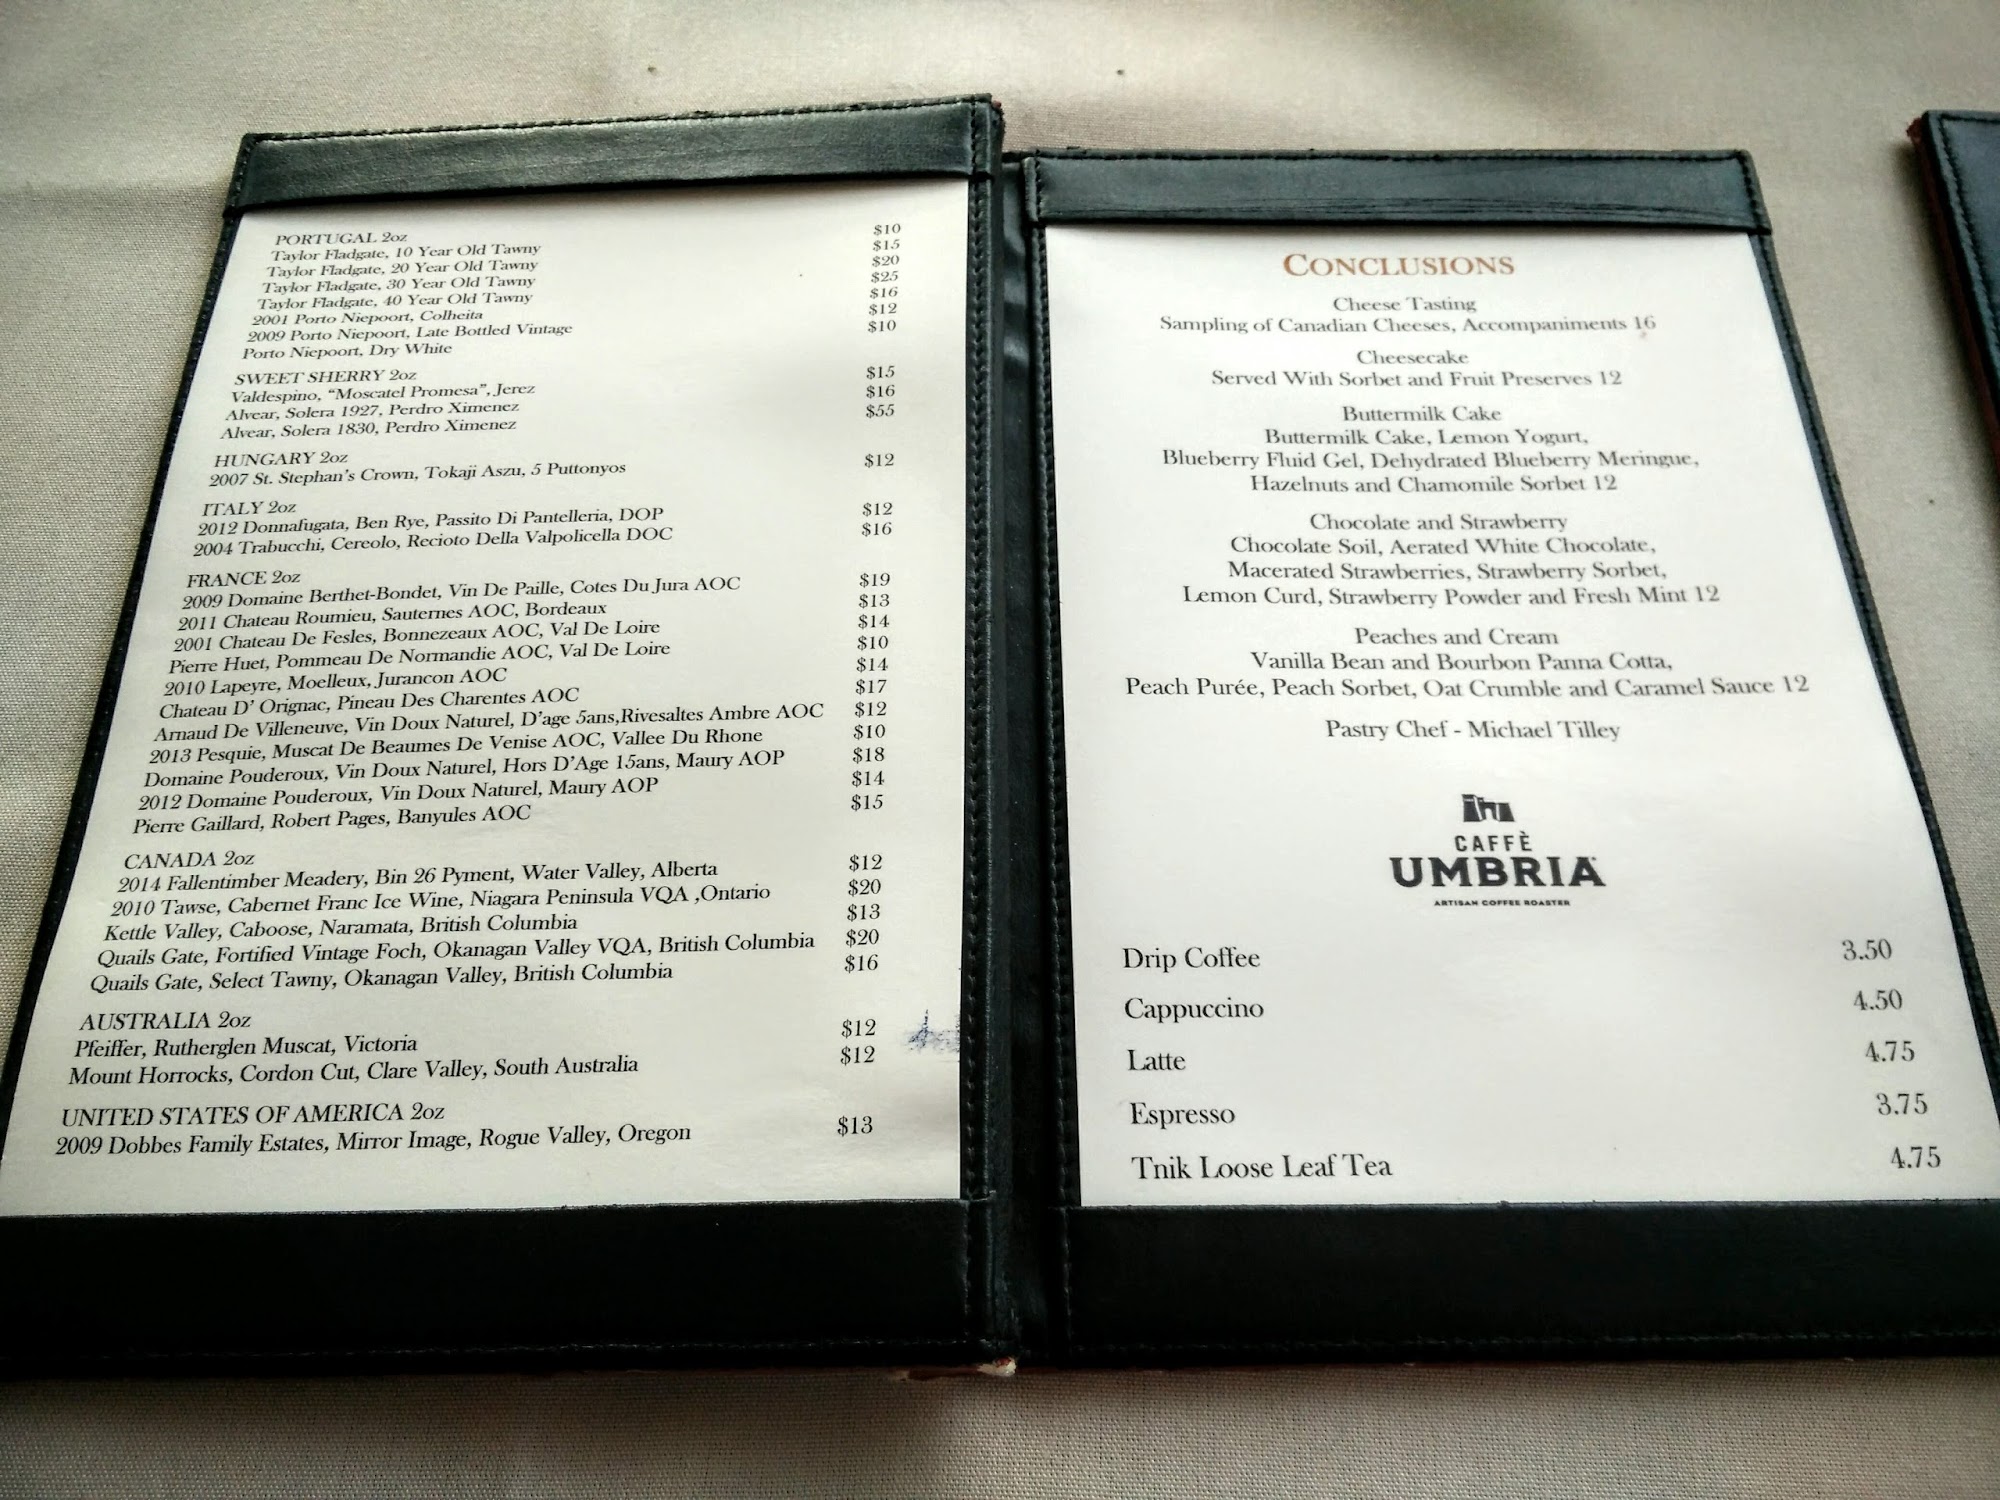 PORTUGAL 2oz
Taylor Fladgate, 10 Year Old Tawny $10
Taylor Fladgate, 20 Year Old Tawny $15
Taylor Fladgate, 30 Year Old Tawny $20
Taylor Fladgate, 40 Year Old Tawny $25
2001 Porto Niepoort, Colheita $16
2009 Porto Niepoort, Late Bottled Vintage $12
Porto Niepoort, Dry White $10
SWEET SHERRY 2oz
Valdespino, “Moscatel Promesa”, Jerez $15
Alvear, Solera 1927, Perdro Ximenez $16
Alvear, Solera 1830, Perdro Ximenez $55
HUNGARY 2oz
2007 St. Stephan's Crown, Tokaji Aszu, 5 Puttonyos $12
ITALY 2oz
2012 Donnafugata, Ben Rye, Passito Di Pantelleria, DOP $12
2004 Trabucchi, Cereolo, Recioto Della Valpolicella DOC $16
FRANCE 2oz
2009 Domaine Berthet-Bondet, Vin De Paille, Cotes Du Jura AOC $19
2011 Chateau Roumieu, Sauternes AOC, Bordeaux $13
2001 Chateau De Fesles, Bonnezeaux AOC, Val De Loire $14
Pierre Huet, Pommeau De Normandie AOC, Val De Loire $10
2010 Lapeyre, Moelleux, Jurancon AOC $14
Chateau D' Orignac, Pineau Des Charentes AOC $17
Arnaud De Villeneuve, Vin Doux Naturel, D'age 5ans,Rivesaltes Ambre AOC $12
2013 Pesquie, Muscat De Beaumes De Venise AOC, Vallee Du Rhone $10
Domaine Pouderoux, Vin Doux Naturel, Hors D'Age 15ans, Maury AOP $18
2012 Domaine Pouderoux, Vin Doux Naturel, Maury AOP $14
Pierre Gaillard, Robert Pages, Banyules AOC $15
CANADA 2oz
2014 Fallentimber Meadery, Bin 26 Pyment, Water Valley, Alberta $12
2010 Tawse, Cabernet Franc Ice Wine, Niagara Peninsula VQA ,Ontario $20
Kettle Valley, Caboose, Naramata, British Columbia $13
Quails Gate, Fortified Vintage Foch, Okanagan Valley VQA, British Columbia $20
Quails Gate, Select Tawny, Okanagan Valley, British Columbia $16
AUSTRALIA 2oz
Pfeiffer, Rutherglen Muscat, Victoria $12
Mount Horrocks, Cordon Cut, Clare Valley, South Australia $12
UNITED STATES OF AMERICA 2oz
2009 Dobbes Family Estates, Mirror Image, Rogue Valley, Oregon $13
CONCLUSIONS
Cheese Tasting
Sampling of Canadian Cheeses, Accompaniments 16
Cheesecake
Served With Sorbet and Fruit Preserves 12
Buttermilk Cake
Buttermilk Cake, Lemon Yogurt,
Blueberry Fluid Gel, Dehydrated Blueberry Meringue,
Hazelnuts and Chamomile Sorbet 12
Chocolate and Strawberry
Chocolate Soil, Aerated White Chocolate,
Macerated Strawberries, Strawberry Sorbet,
Lemon Curd, Strawberry Powder and Fresh Mint 12
Peaches and Cream
Vanilla Bean and Bourbon Panna Cotta,
Peach Purée, Peach Sorbet, Oat Crumble and Caramel Sauce 12
Pastry Chef - Michael Tilley
CAFFÈ
UMBRIA
ARTISAN COFFEE ROASTER
Drip Coffee 3.50
Cappuccino 4.50
Latte 4.75
Espresso 3.75
Tnik Loose Leaf Tea 4.75